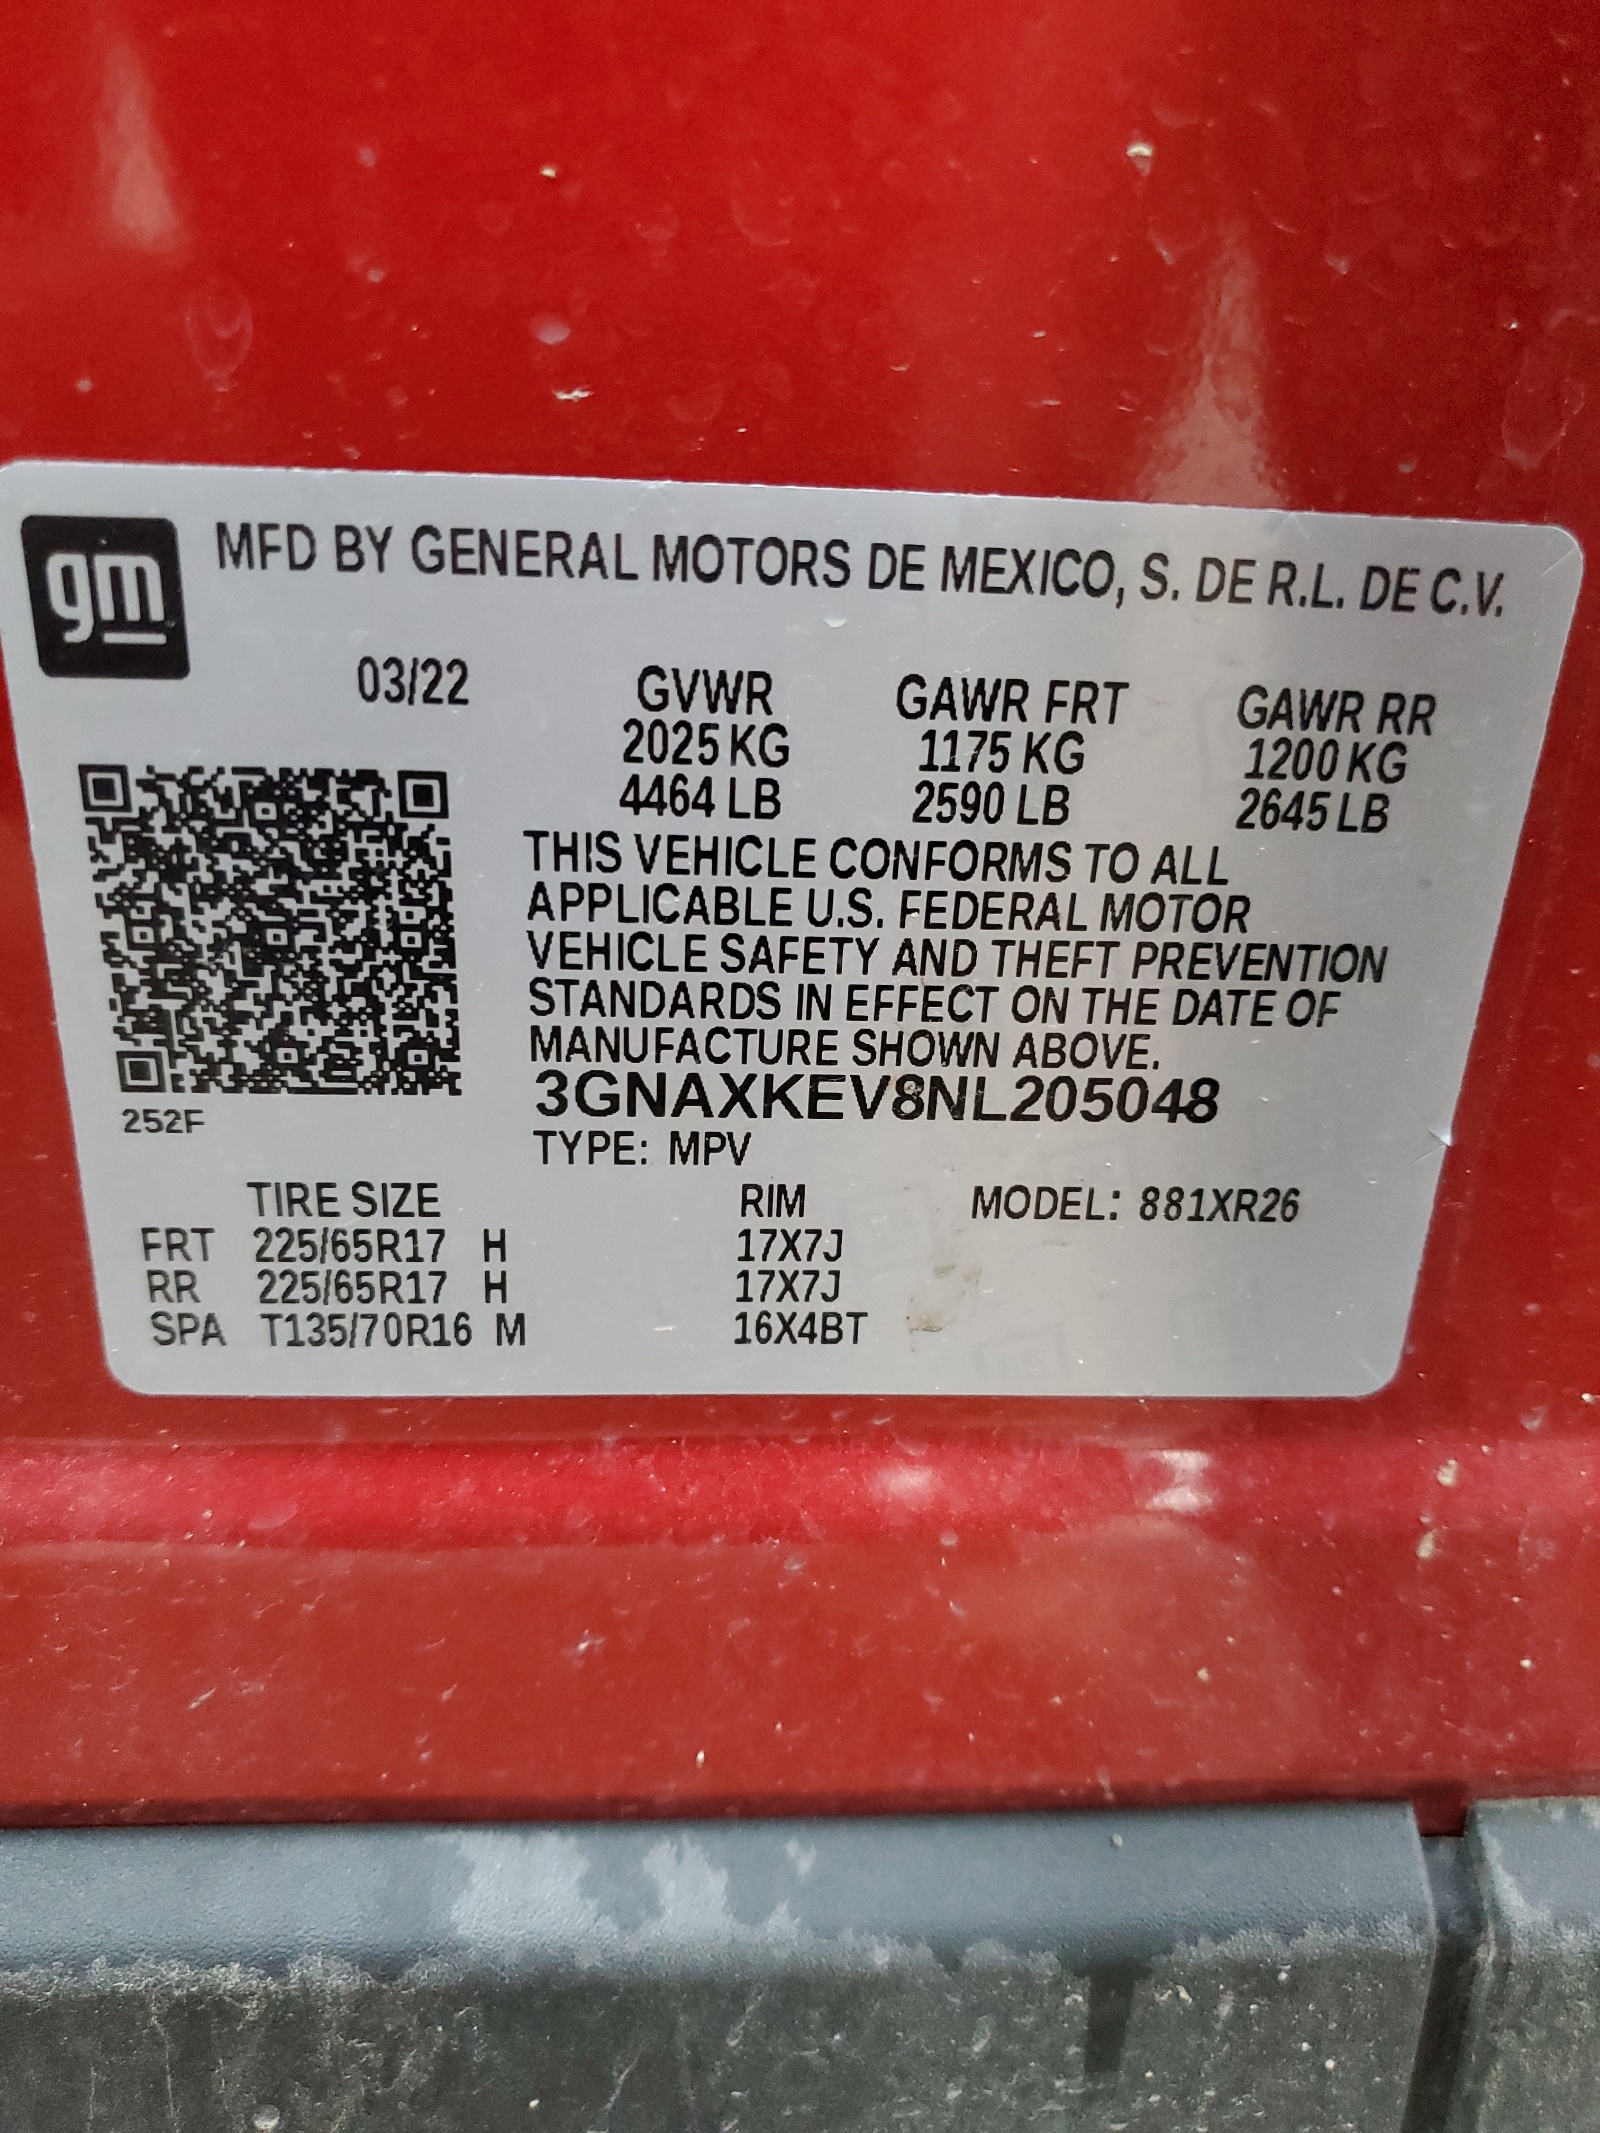 gm
MFD BY GENERAL MOTORS DE MEXICO, S. DE R.L. DE C.V.
03/22 GVWR GAWR FRT GAWR RR
2025 KG 1175 KG 1200 KG
4464 LB 2590 LB 2645 LB
THIS VEHICLE CONFORMS TO ALL
APPLICABLE U.S. FEDERAL MOTOR
VEHICLE SAFETY AND THEFT PREVENTION
STANDARDS IN EFFECT ON THE DATE OF
MANUFACTURE SHOWN ABOVE.
3GNAXKEV8NL205048
252F
TYPE: MPV
TIRE SIZE RIM MODEL: 881XR26
FRT 225/65R17 H 17X7J
RR 225/65R17 H 17X7J
SPA T135/70R16 M 16X4BT